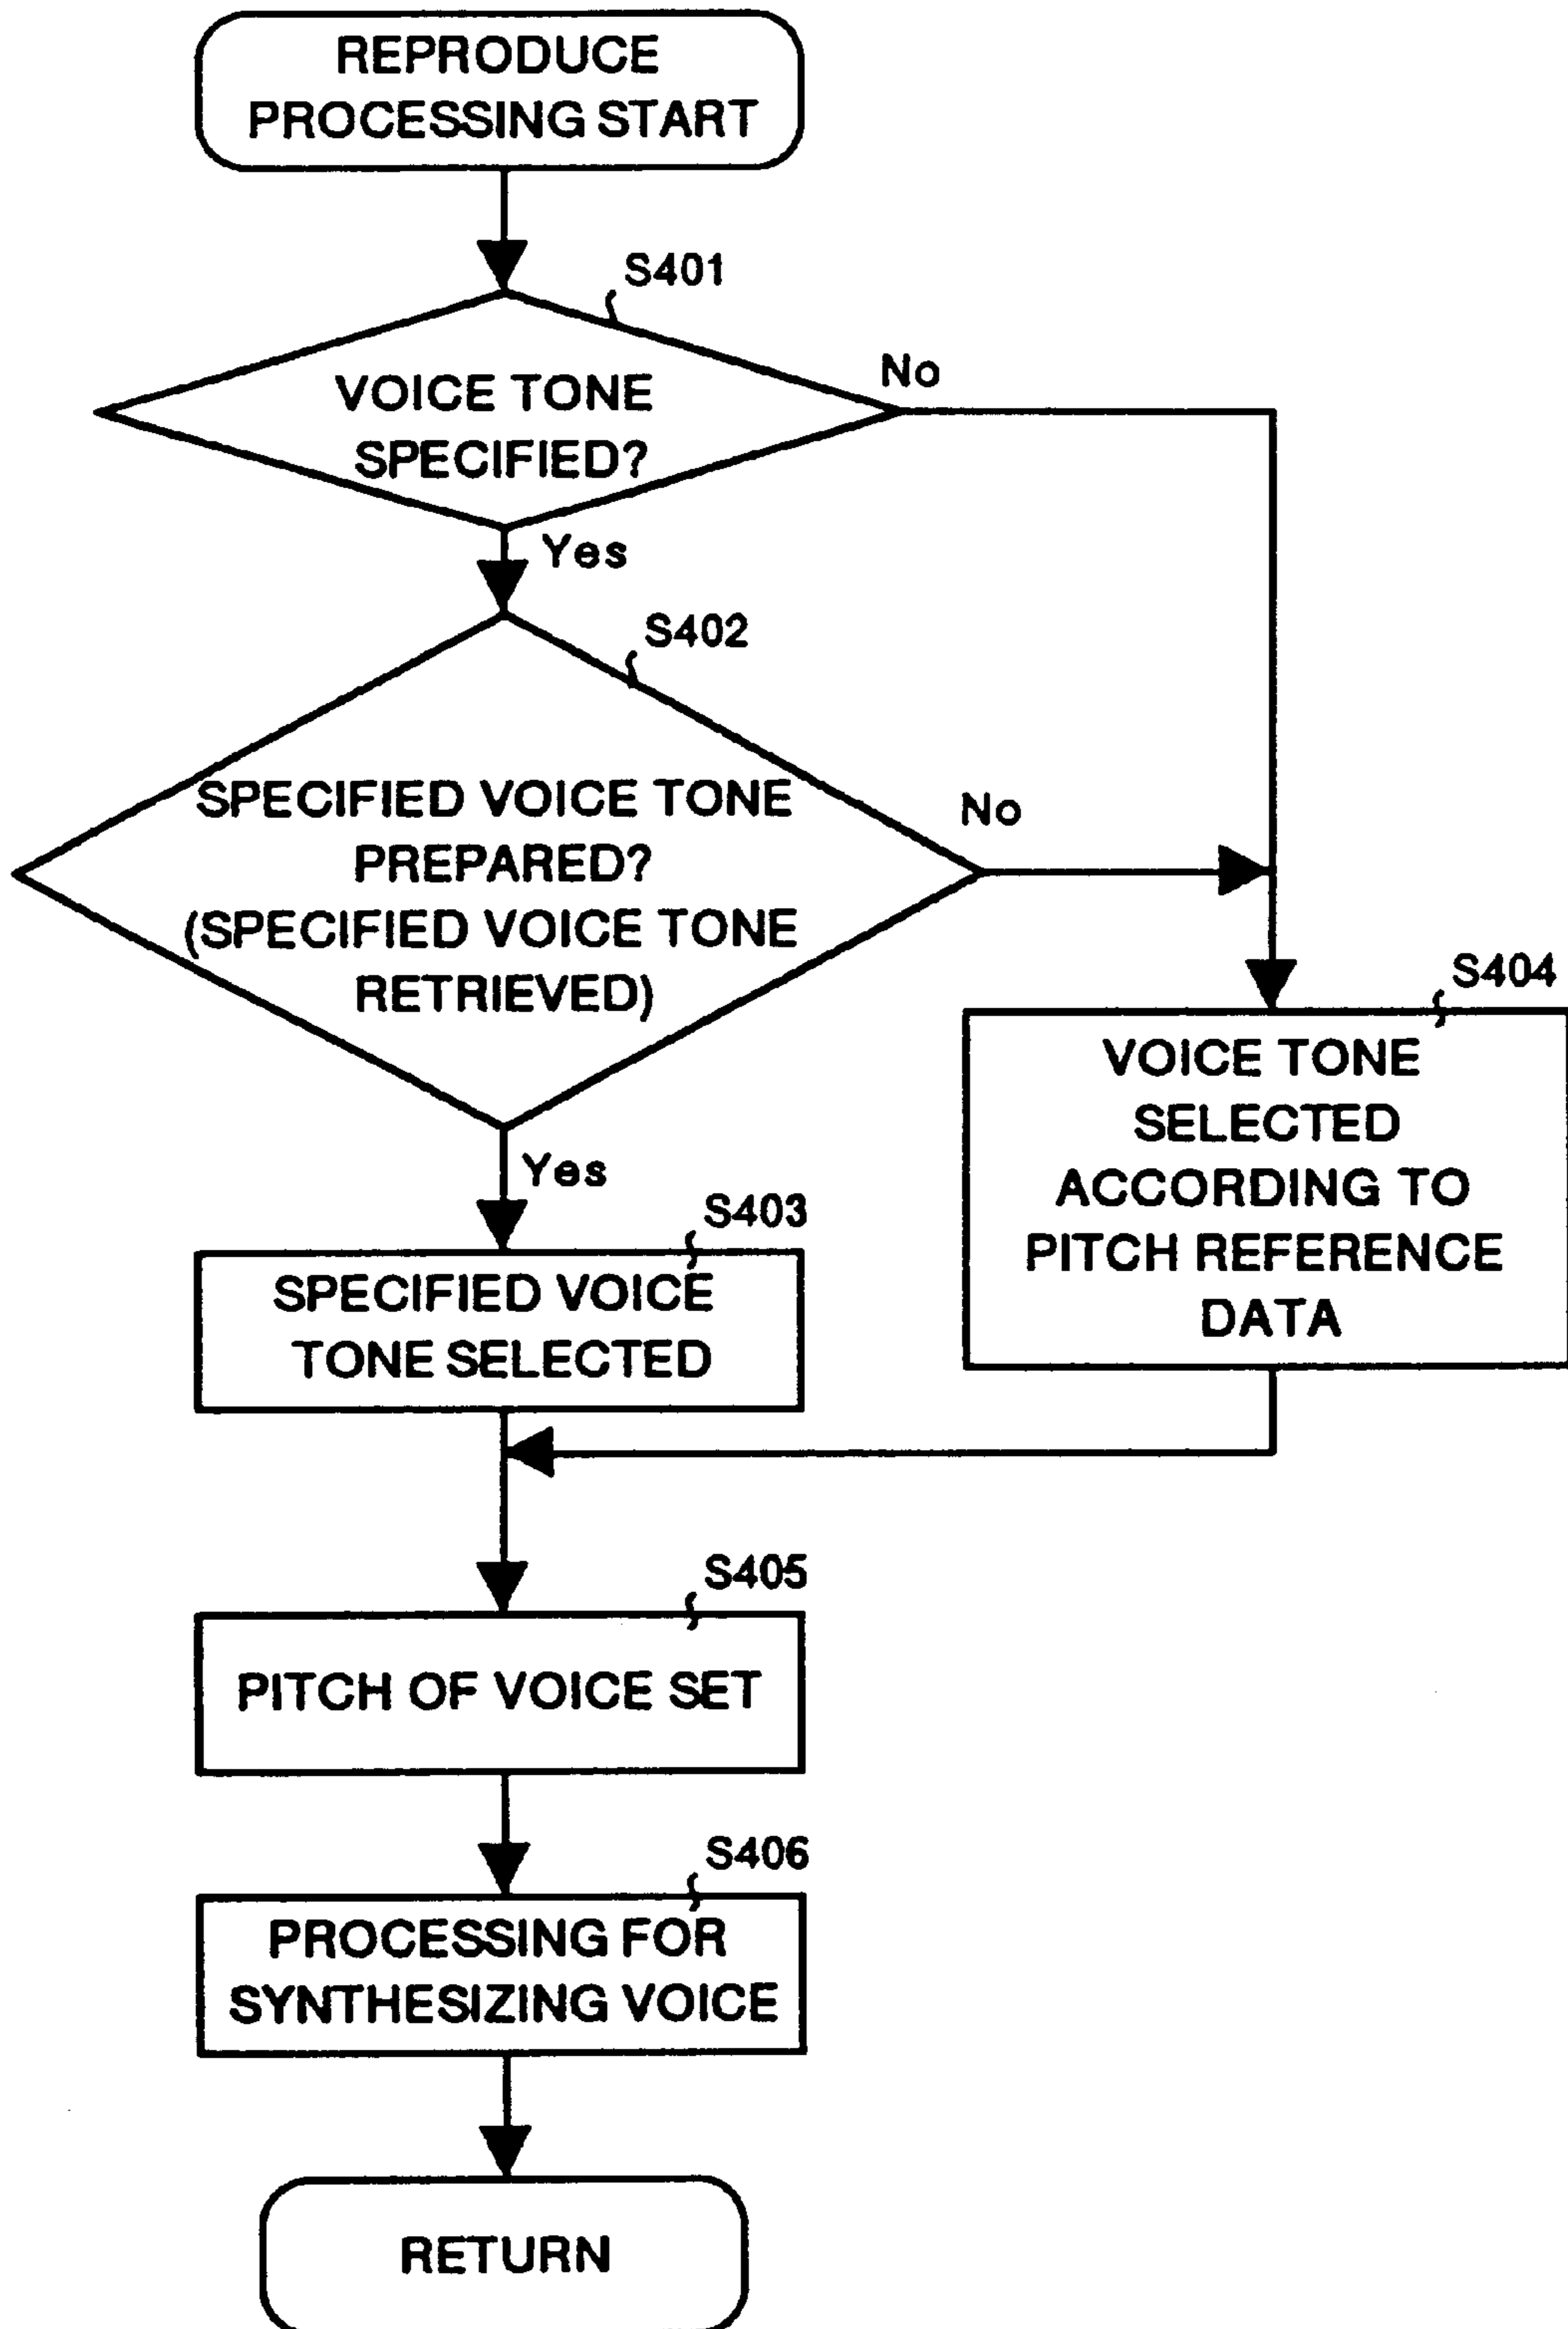 REPRODUCE
PROCESSING START
S401
VOICE TONE
SPECIFIED?
No
Yes
S402
SPECIFIED VOICE TONE
PREPARED?
(SPECIFIED VOICE TONE
RETRIEVED)
No
Yes
S403
SPECIFIED VOICE
TONE SELECTED
S404
VOICE TONE
SELECTED
ACCORDING TO
PITCH REFERENCE
DATA
S405
PITCH OF VOICE SET
S406
PROCESSING FOR
SYNTHESIZING VOICE
RETURN